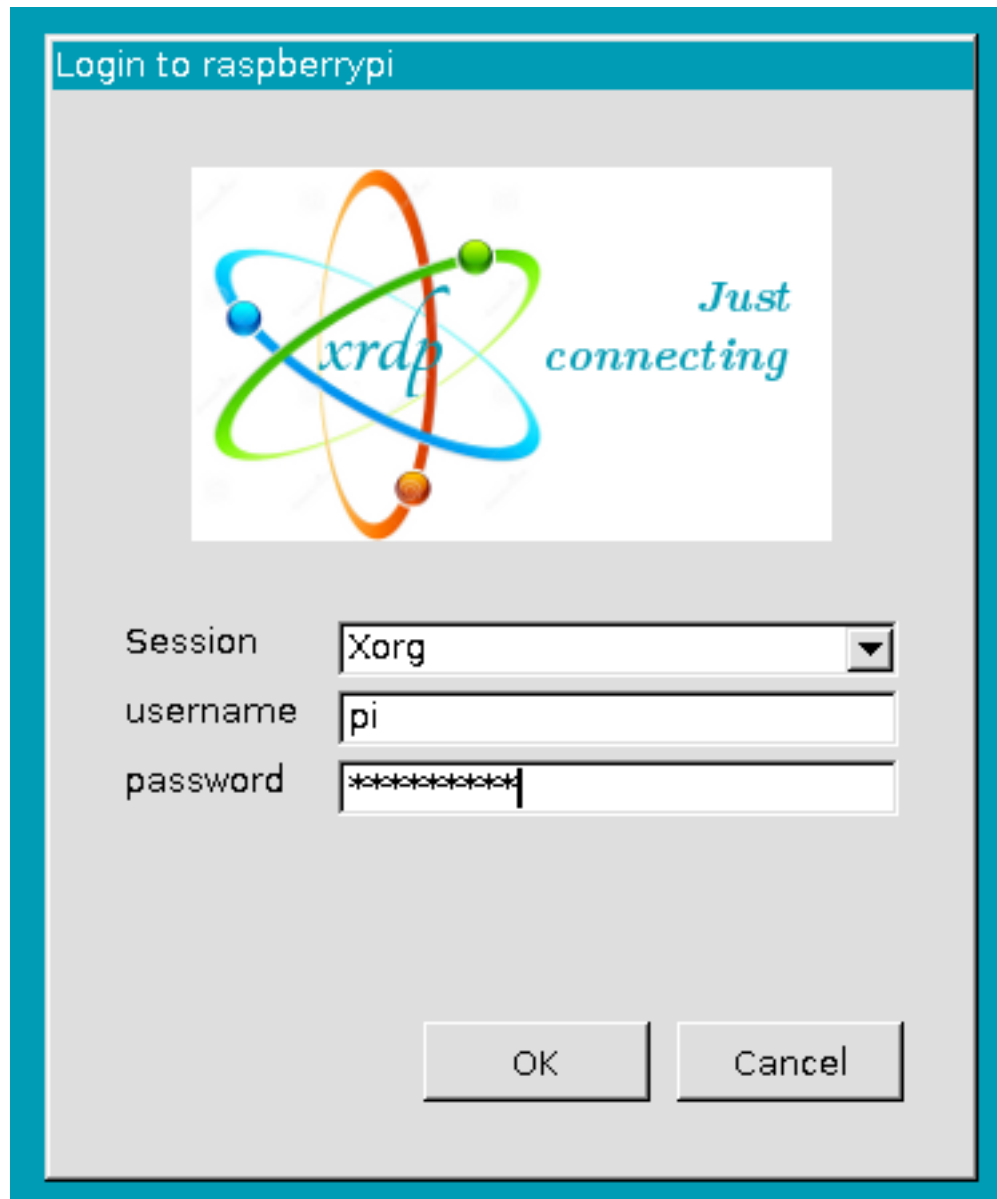 Login to raspberrypi
xrdp
Just
connecting
Session
Xorg
username
pi
password
*********
OK
Cancel